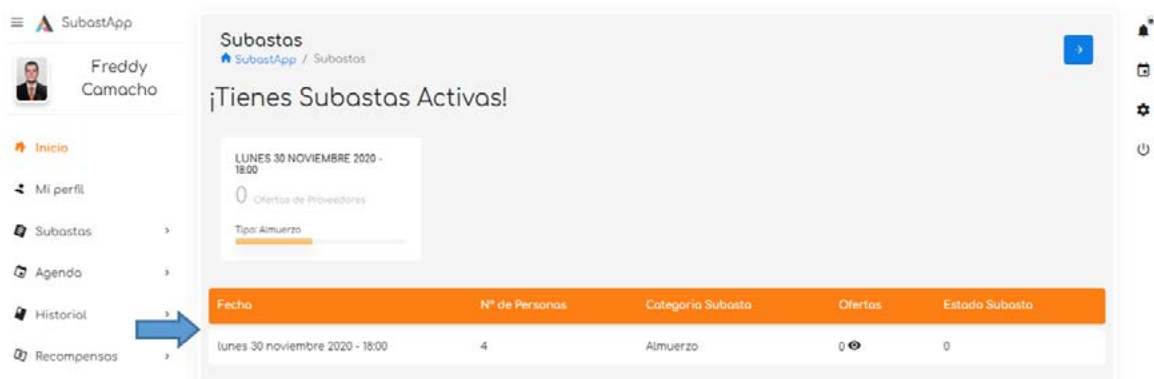 SubastApp
Freddy
Camacho
Inicio
Mi perfil
Subastas
Agenda
Historial
Recompensas
Subastas
SubastApp / Subastas
¡Tienes Subastas Activas!
LUNES 30 NOVIEMBRE 2020 -
18:00
0 Ofertas de Proveedores
Tipo: Almuerzo
Fecha N° de Personas Categoria Subasta Ofertas Estado Subasta
lunes 30 noviembre 2020 - 18:00 4 Almuerzo 0 0